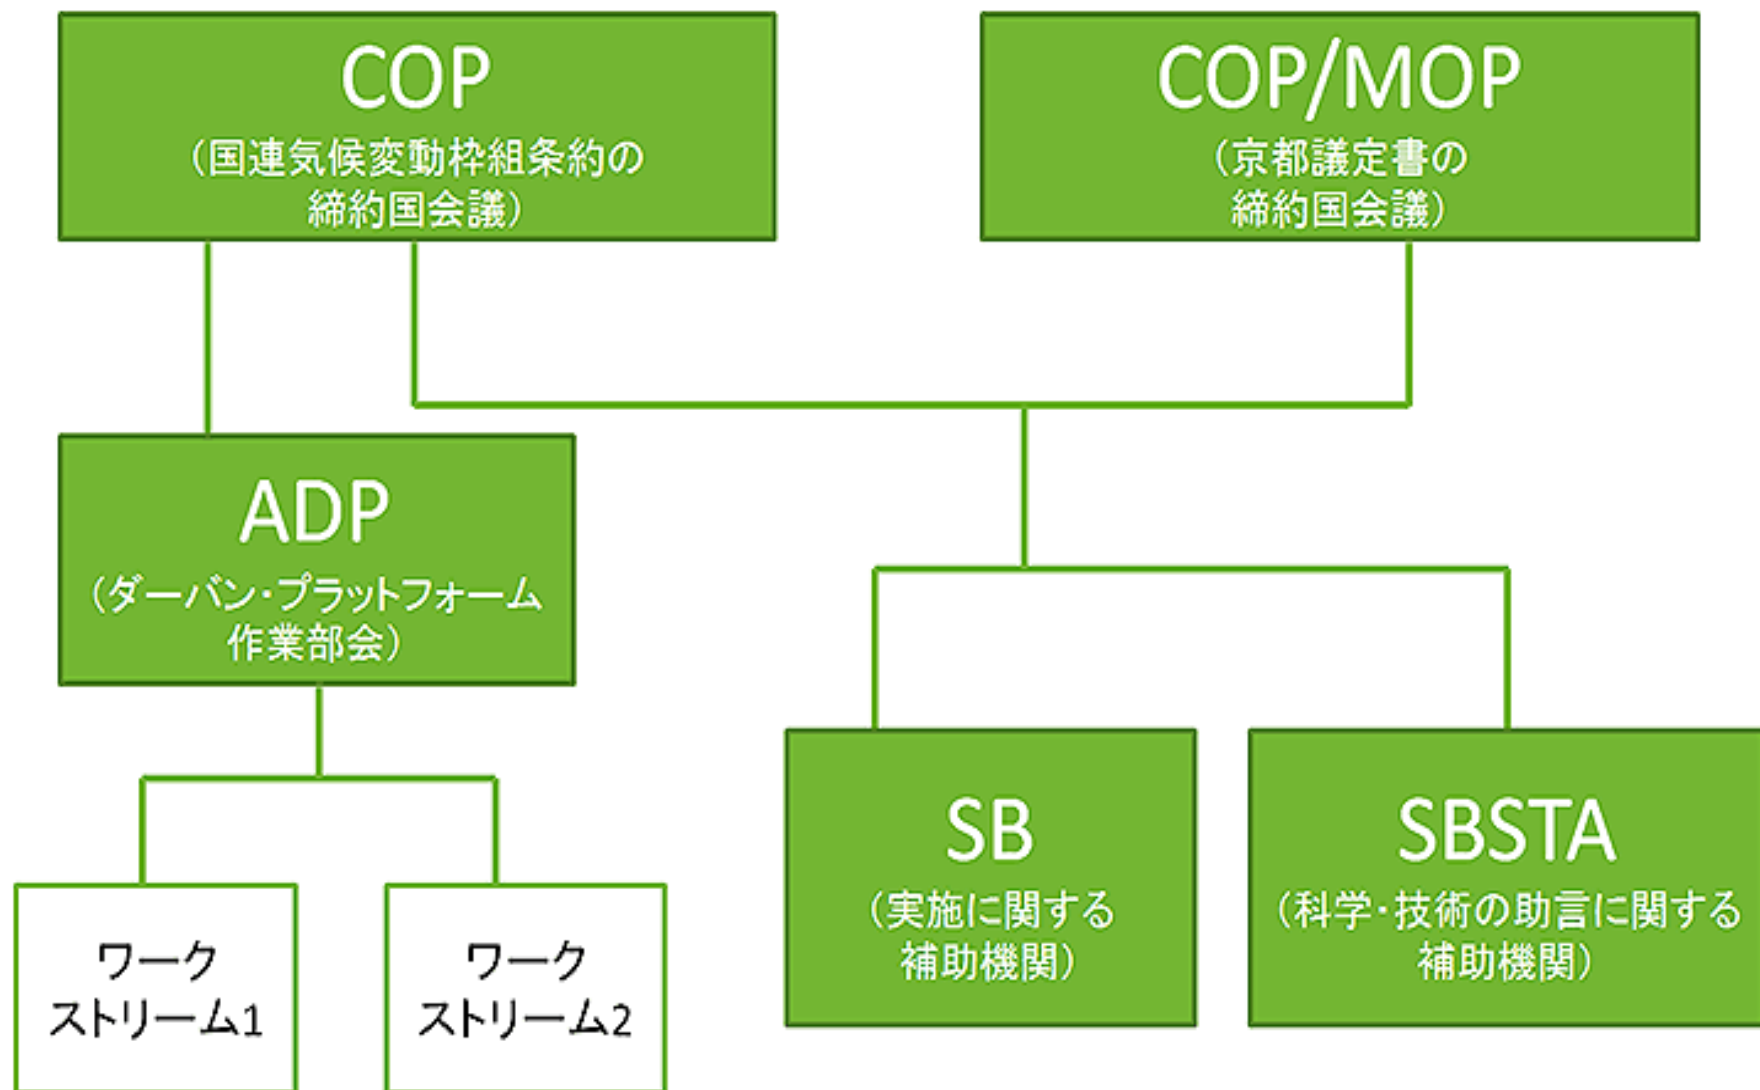 COP
（国連気候変動枠組条約の
締約国会議）
COP/MOP
（京都議定書の
締約国会議）
ADP
（ダーバン・プラットフォーム
作業部会）
SB
（実施に関する
補助機関）
SBSTA
（科学・技術の助言に関する
補助機関）
ワーク
ストリーム1
ワーク
ストリーム2